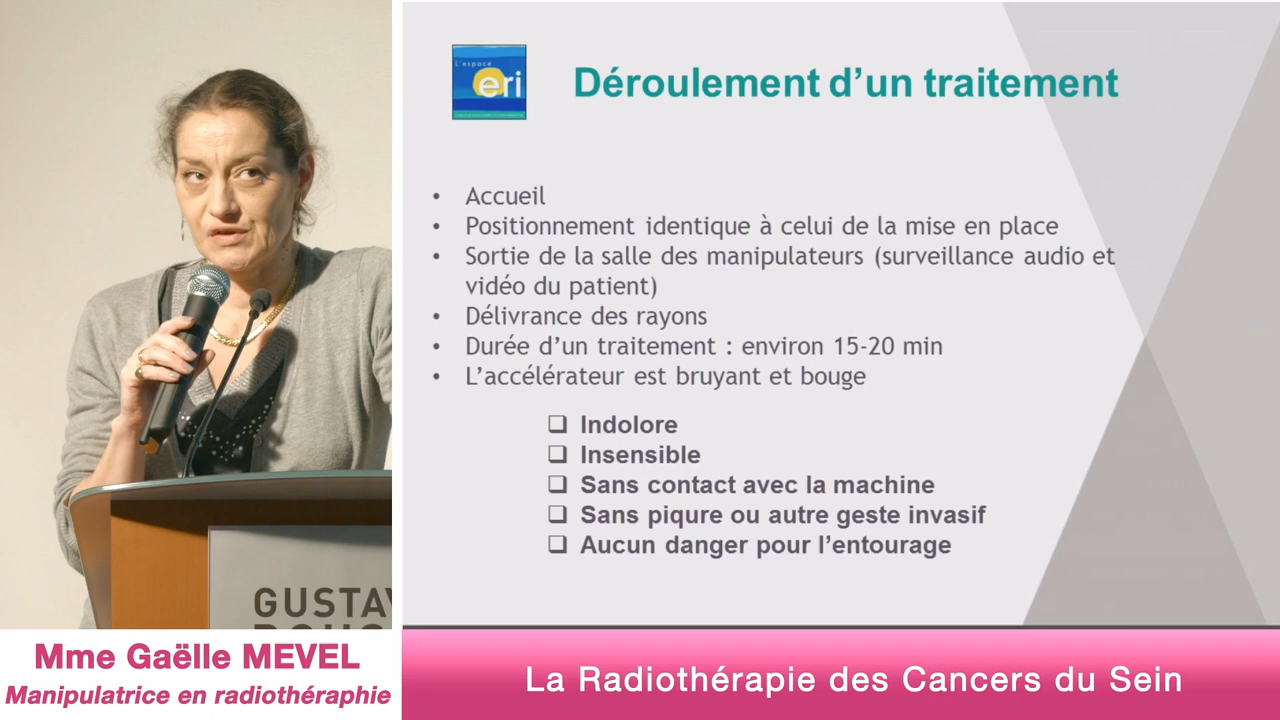 L'espace
eri
Déroulement d'un traitement
• Accueil
• Positionnement identique à celui de la mise en place
• Sortie de la salle des manipulateurs (surveillance audio et
vidéo du patient)
• Délivrance des rayons
• Durée d'un traitement : environ 15-20 min
• L'accélérateur est bruyant et bouge
❑ Indolore
❑ Insensible
❑ Sans contact avec la machine
❑ Sans piqure ou autre geste invasif
❑ Aucun danger pour l'entourage
GUSTAV
Mme Gaëlle MEVEL
Manipulatrice en radiothéraphie
La Radiothérapie des Cancers du Sein